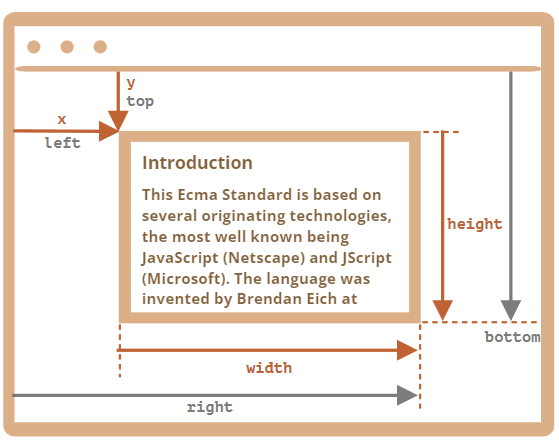 y
top
x
left
Introduction
This Ecma Standard is based on
several originating technologies,
the most well known being
JavaScript (Netscape) and JScript
(Microsoft). The language was
invented by Brendan Eich at
height
bottom
width
right